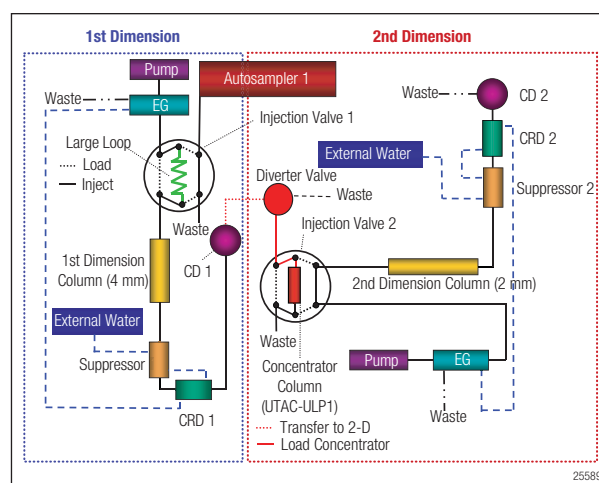 1st Dimension
Pump
Waste
EG
Autosampler 1
Large Loop
Injection Valve 1
Load
Inject
Waste
CD 1
1st Dimension
Column (4 mm)
External Water
Suppressor
CRD 1
2nd Dimension
Waste
CD 2
CRD 2
External Water
Suppressor 2
Diverter Valve
Waste
Injection Valve 2
2nd Dimension Column (2 mm)
Waste
Concentrator
Column
(UTAC-ULP1)
Pump
EG
Waste
Transfer to 2-D
Load Concentrator
25589